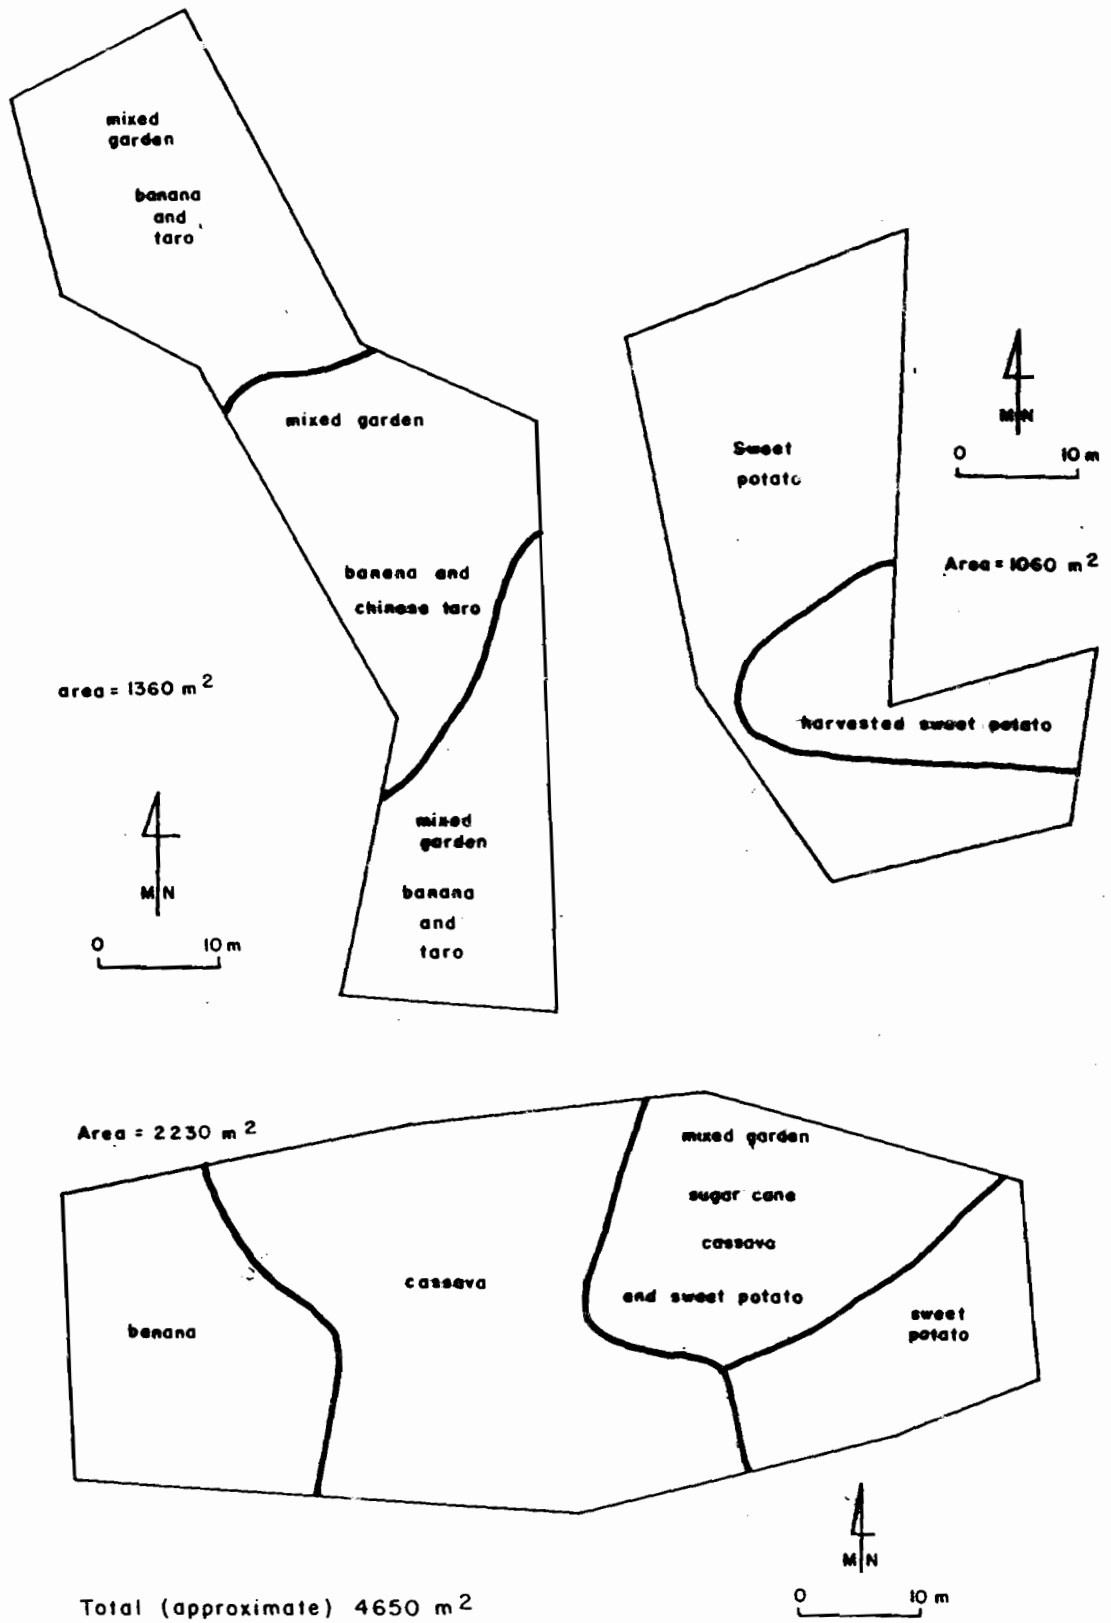 mixed
garden
banana
and
taro
mixed garden
banana and
chinese taro
area = 1360 m²
mixed
garden
banana
and
taro
M N
0 10 m
Sweet
potato
M N
0 10 m
Area = 1060 m²
harvested sweet potato
Area = 2230 m²
banana
cassava
mixed garden
sugar cane
cassava
and sweet potato
sweet
potato
M N
0 10 m
Total (approximate) 4650 m²